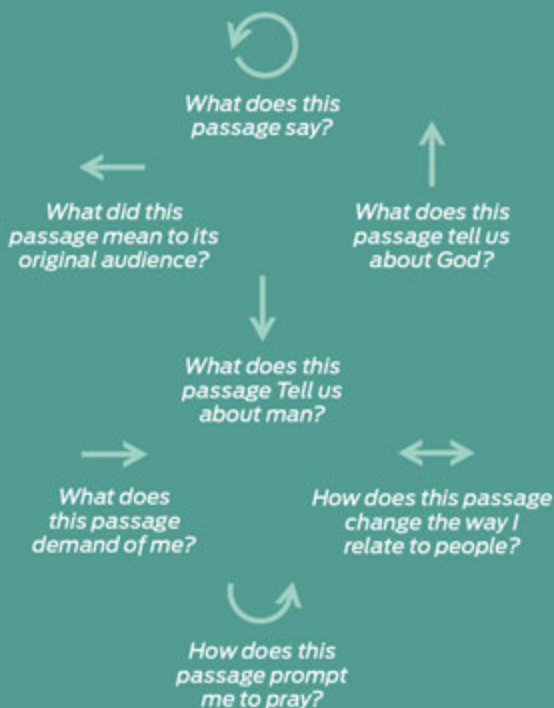 What does this
passage say?
What did this
passage mean to its
original audience?
What does this
passage tell us
about God?
What does this
passage Tell us
about man?
What does
this passage
demand of me?
How does this passage
change the way I
relate to people?
How does this
passage prompt
me to pray?